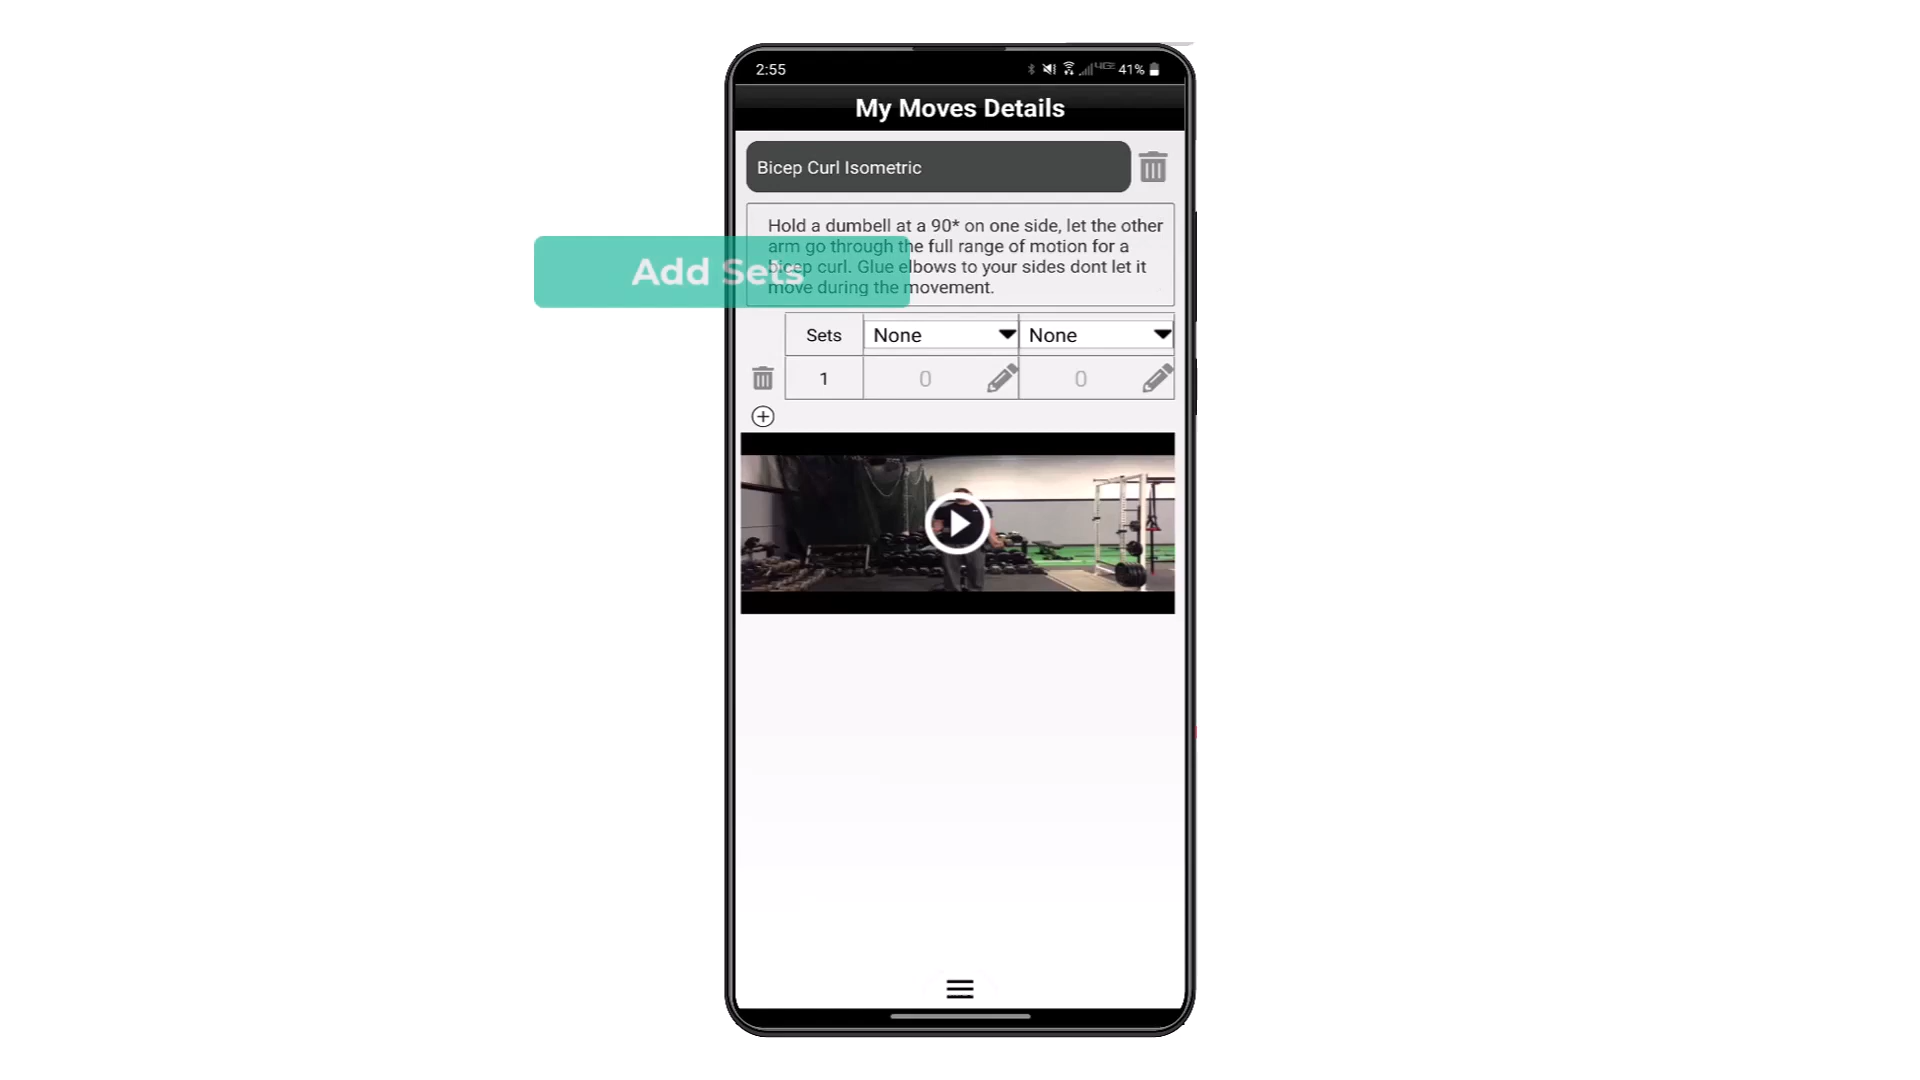 2:55
41%
My Moves Details
Bicep Curl Isometric
Hold a dumbell at a 90* on one side, let the other
arm go through the full range of motion for a
bicep curl. Glue elbows to your sides dont let it
move during the movement.
Add Sets
Sets None None
1 0 0